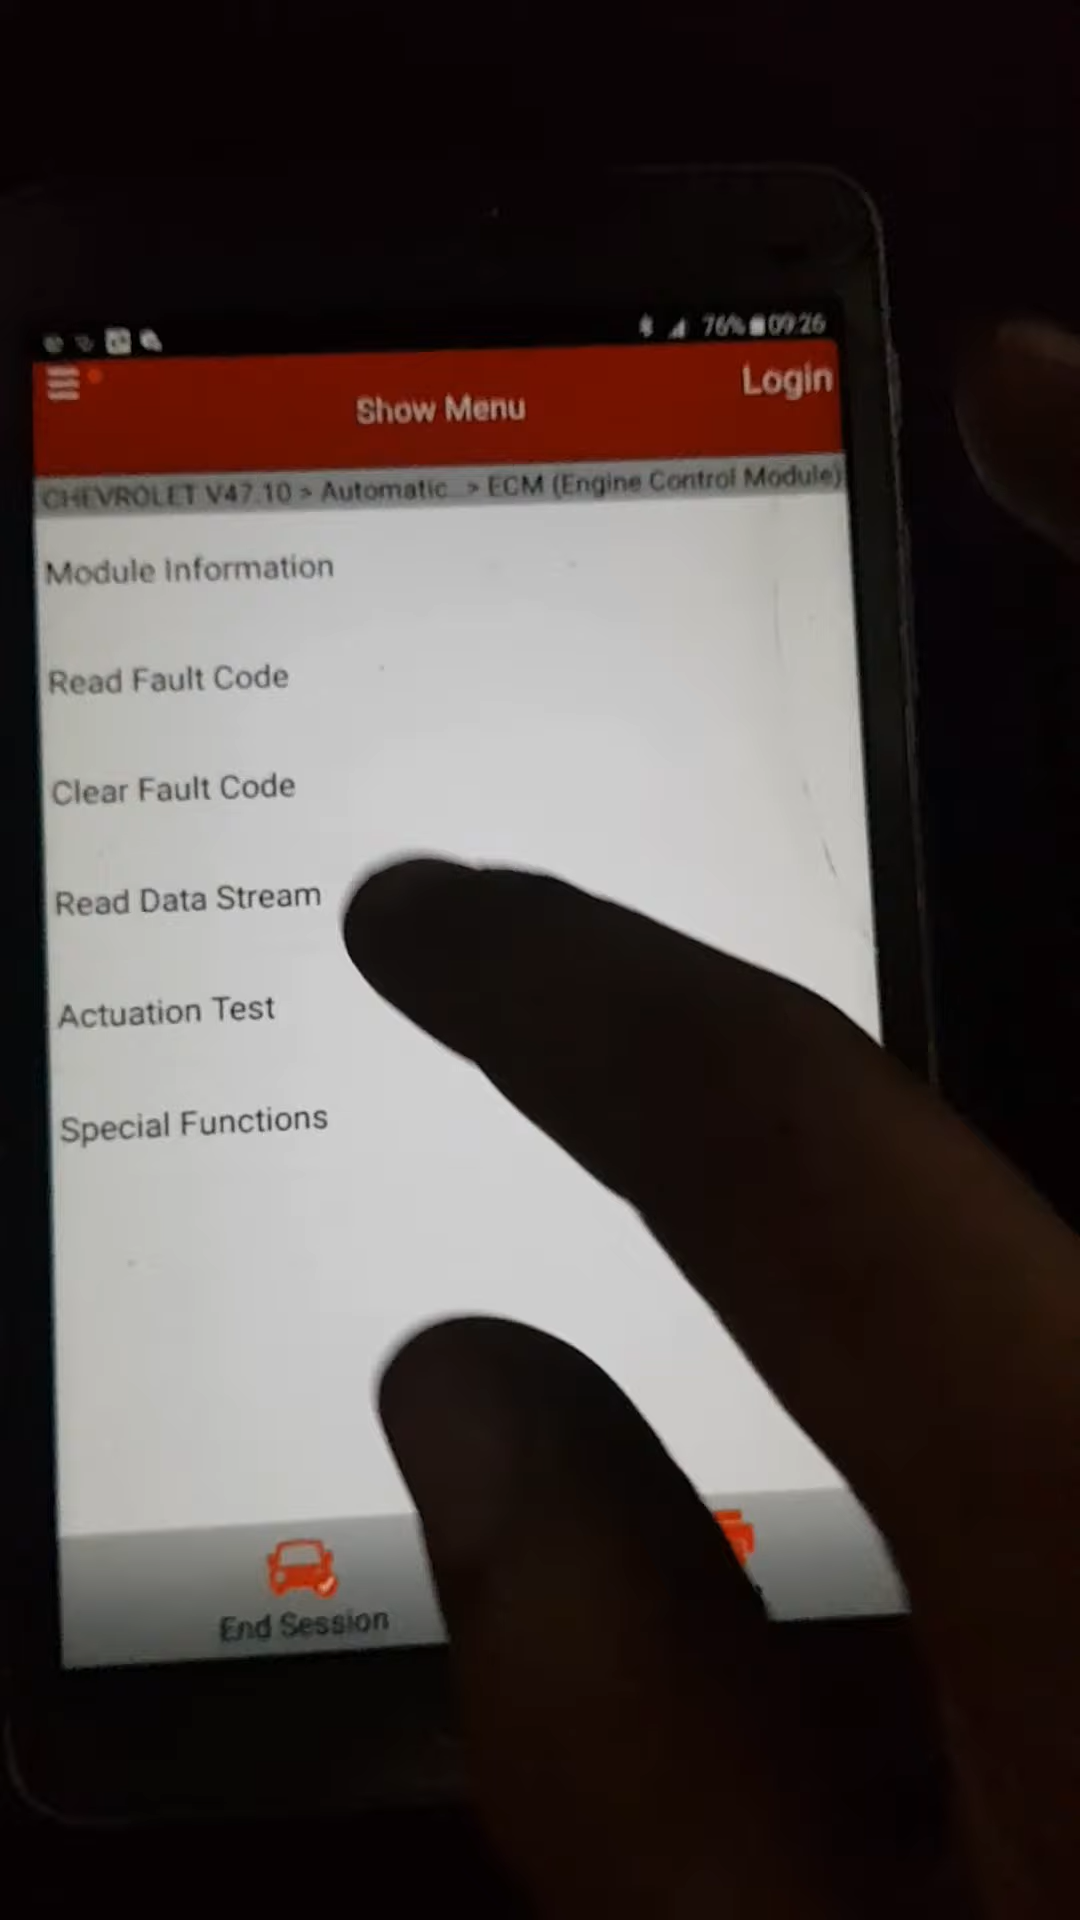 76% 09:26
Login
Show Menu
CHEVROLET V47.10 > Automatic.. > ECM (Engine Control Module)
Module Information
Read Fault Code
Clear Fault Code
Read Data Stream
Actuation Test
Special Functions
End Session